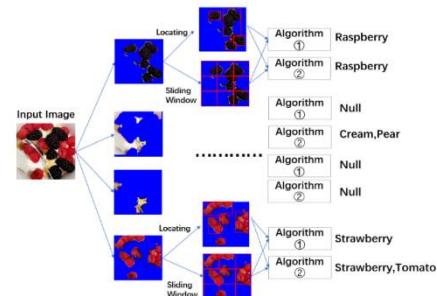 Locating
Algorithm
①
Raspberry
Algorithm
②
Raspberry
Sliding
Window
Input Image
Algorithm
①
Null
Algorithm
②
Cream,Pear
Algorithm
①
Null
Algorithm
②
Null
Locating
Algorithm
①
Strawberry
Algorithm
②
Strawberry,Tomato
Sliding
Window